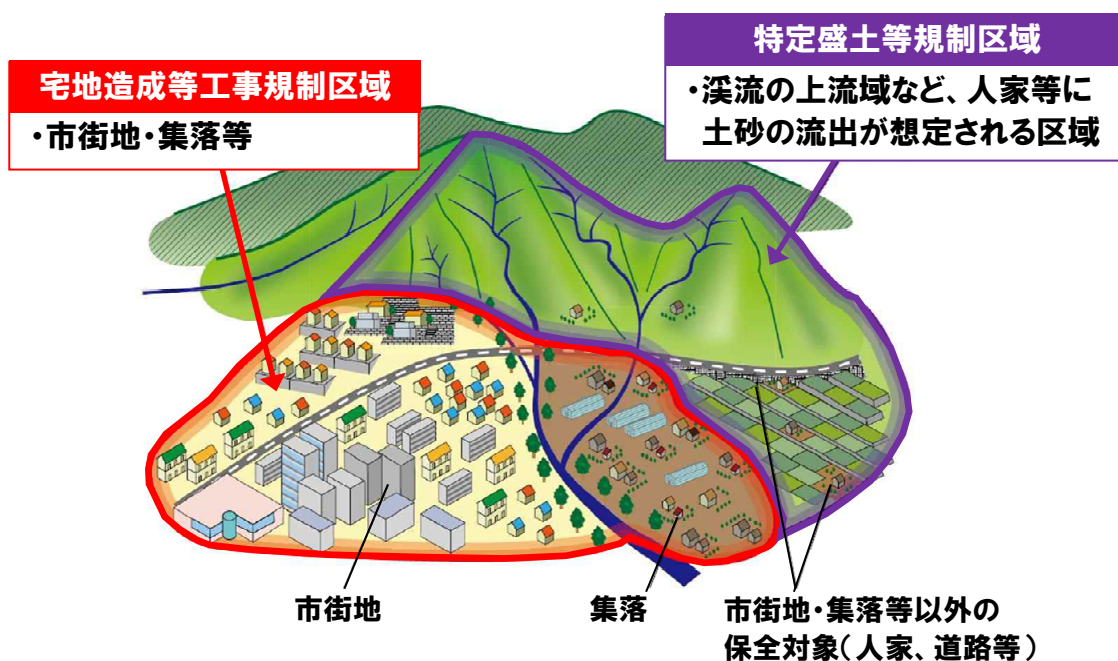 特定盛土等規制区域
・渓流の上流域など、人家等に
土砂の流出が想定される区域
宅地造成等工事規制区域
・市街地・集落等
市街地
集落
市街地・集落等以外の
保全対象(人家、道路等)